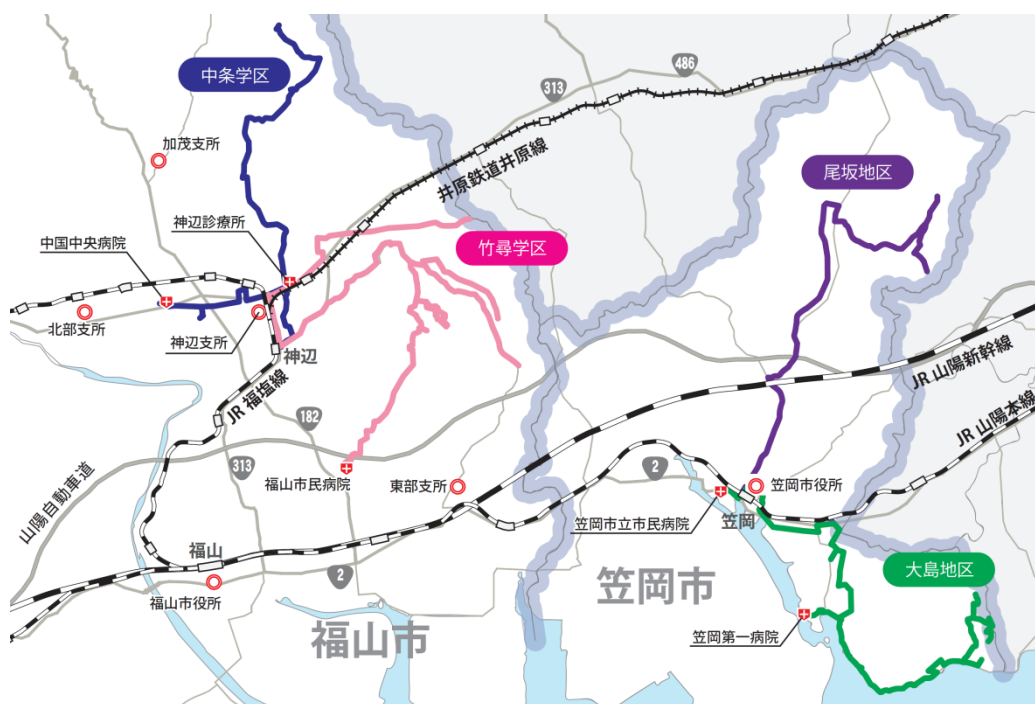 中条学区
486
313
加茂支所
井原鉄道井原線
尾坂地区
神辺診療所
中国中央病院
竹尋学区
北部支所
神辺支所
神辺
JR 福塩線
JR 山陽新幹線
182
JR 山陽本線
313
山陽自動車道
福山市民病院
東部支所
2
笠岡市役所
笠岡市立市民病院
笠岡
福山
2
大島地区
笠岡市
福山市役所
福山市
笠岡第一病院